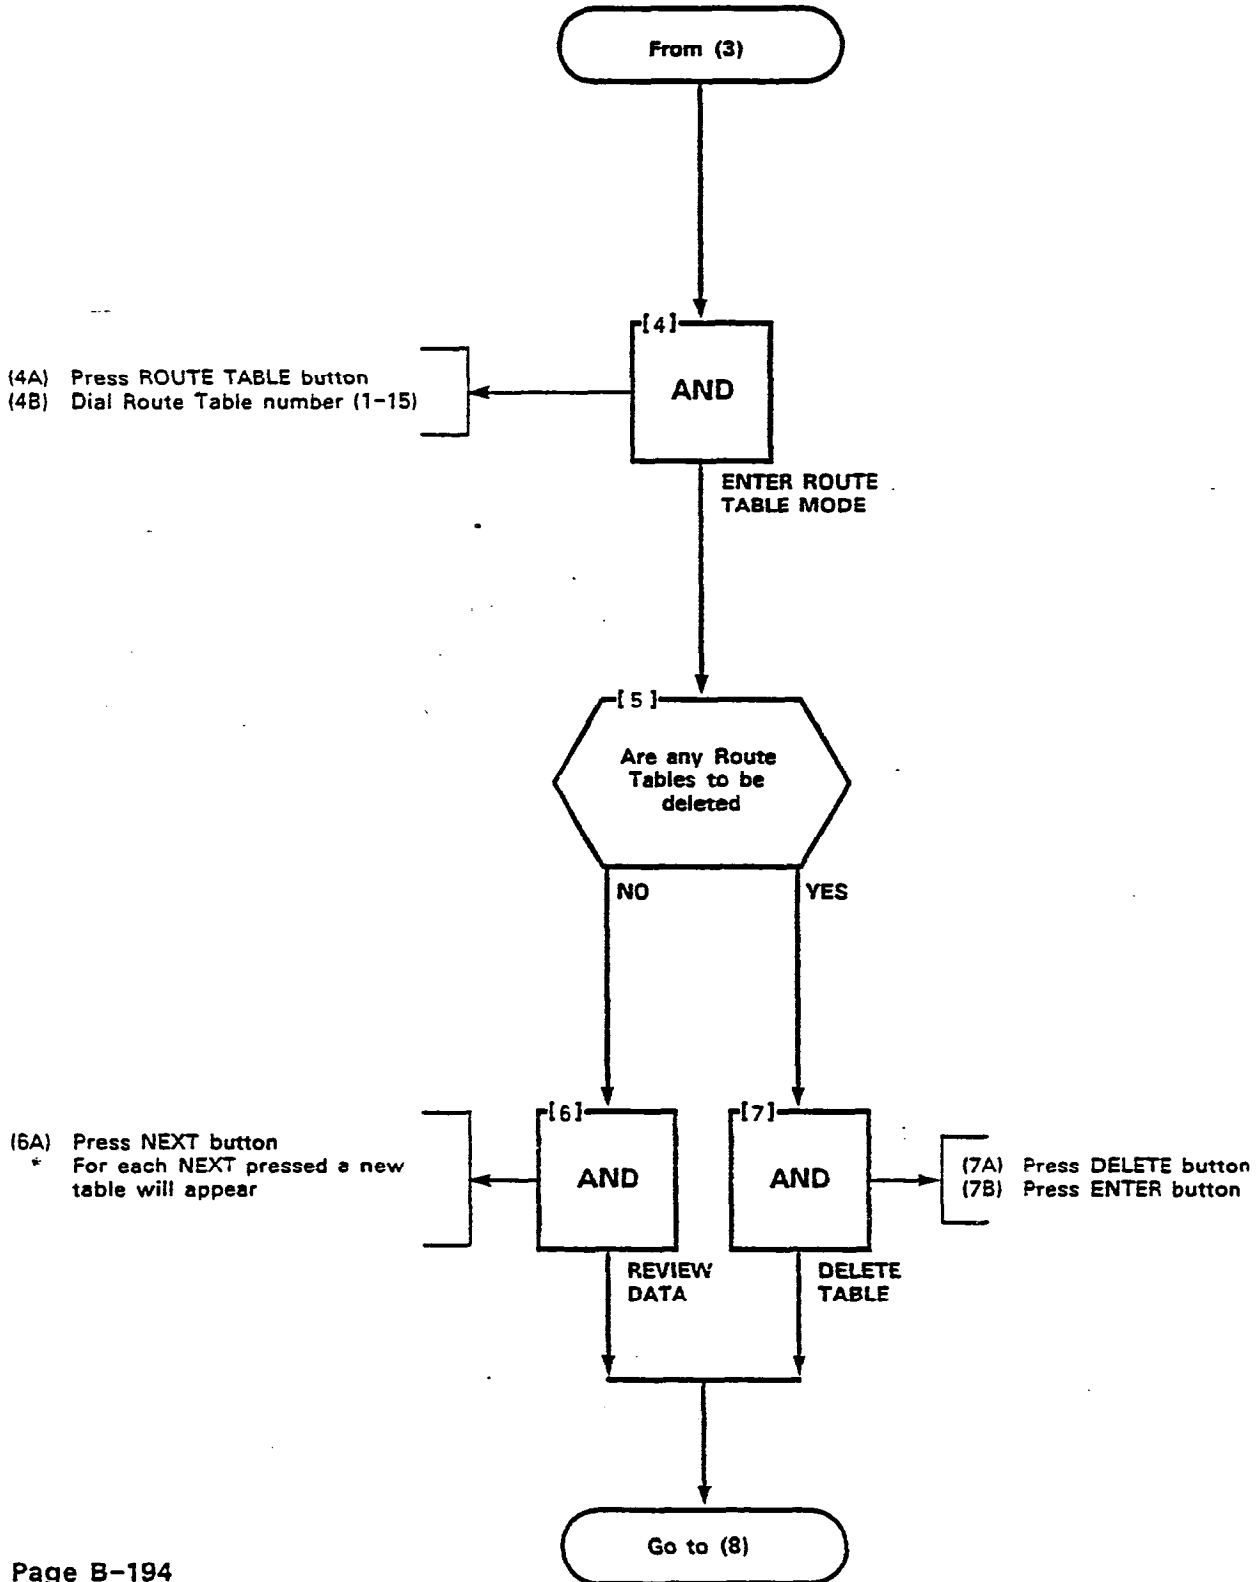 From (3)
[4]
AND
(4A) Press ROUTE TABLE button
(4B) Dial Route Table number (1-15)
ENTER ROUTE
TABLE MODE
[5]
Are any Route
Tables to be
deleted
NO
YES
[6]
AND
(6A) Press NEXT button
* For each NEXT pressed a new
table will appear
[7]
AND
(7A) Press DELETE button
(7B) Press ENTER button
REVIEW
DATA
DELETE
TABLE
Go to (8)
Page B-194